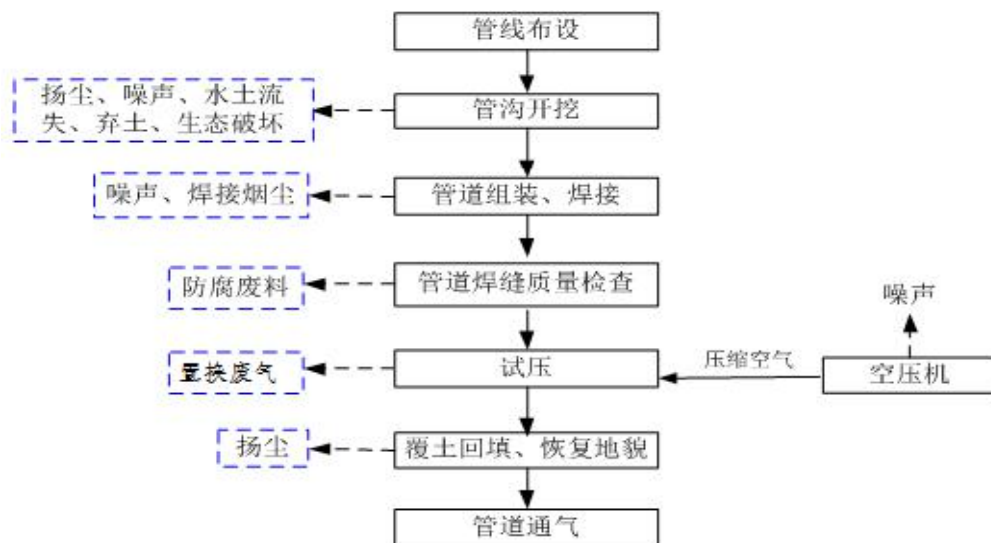 管线布设
扬尘、噪声、水土流
失、弃土、生态破坏
管沟开挖
噪声、焊接烟尘
管道组装、焊接
防腐废料
管道焊缝质量检查
噪声
置换废气
试压
压缩空气
空压机
扬尘
覆土回填、恢复地貌
管道通气